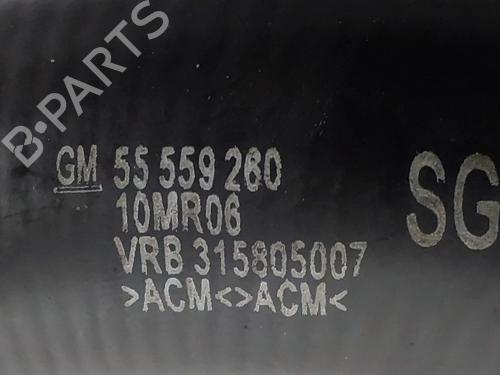 B-PARTS
GM 55 559 260
10MR06
VRB 315805007
>ACM<>ACM<
SG